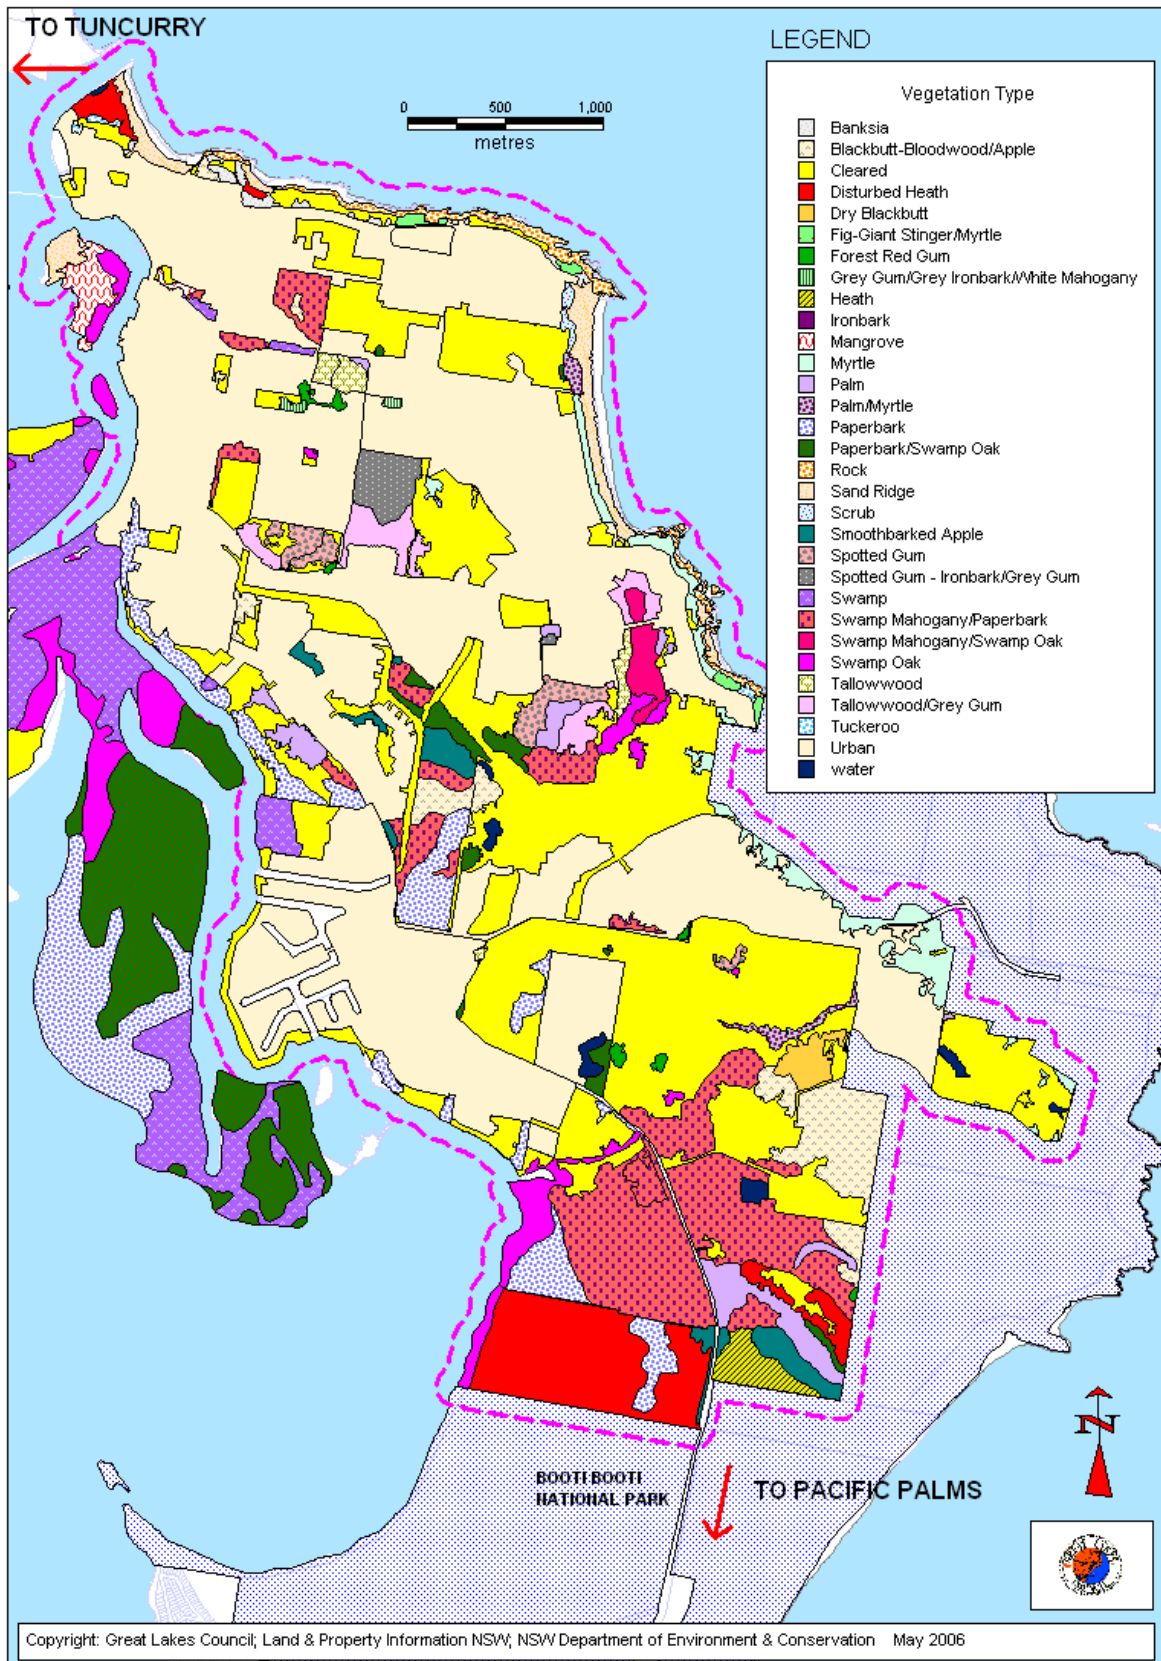 TO TUNCURRY
LEGEND
0 500 1,000
metres
Vegetation Type
Banksia
Blackbutt-Bloodwood/Apple
Cleared
Disturbed Heath
Dry Blackbutt
Fig-Giant Stinger/Myrtle
Forest Red Gum
Grey Gum/Grey Ironbark/White Mahogany
Heath
Ironbark
Mangrove
Myrtle
Palm
Palm/Myrtle
Paperbark
Paperbark/Swamp Oak
Rock
Sand Ridge
Scrub
Smoothbarked Apple
Spotted Gum
Spotted Gum - Ironbark/Grey Gum
Swamp
Swamp Mahogany/Paperbark
Swamp Mahogany/Swamp Oak
Swamp Oak
Tallowwood
Tallowwood/Grey Gum
Tuckeroo
Urban
water
N
BOOTI BOOTI
NATIONAL PARK
TO PACIFIC PALMS
Copyright: Great Lakes Council; Land & Property Information NSW; NSW Department of Environment & Conservation May 2006